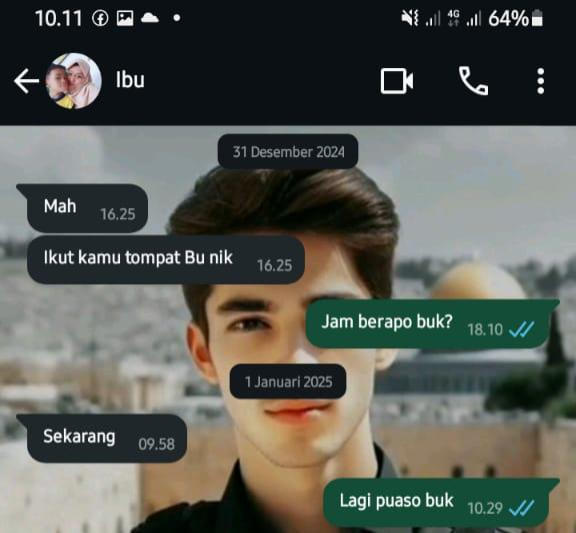 10.11 4G 64%
Ibu
31 Desember 2024
Mah 16.25
Ikut kamu tompat Bu nik 16.25
Jam berapo buk? 18.10
1 Januari 2025
Sekarang 09.58
Lagi puaso buk 10.29